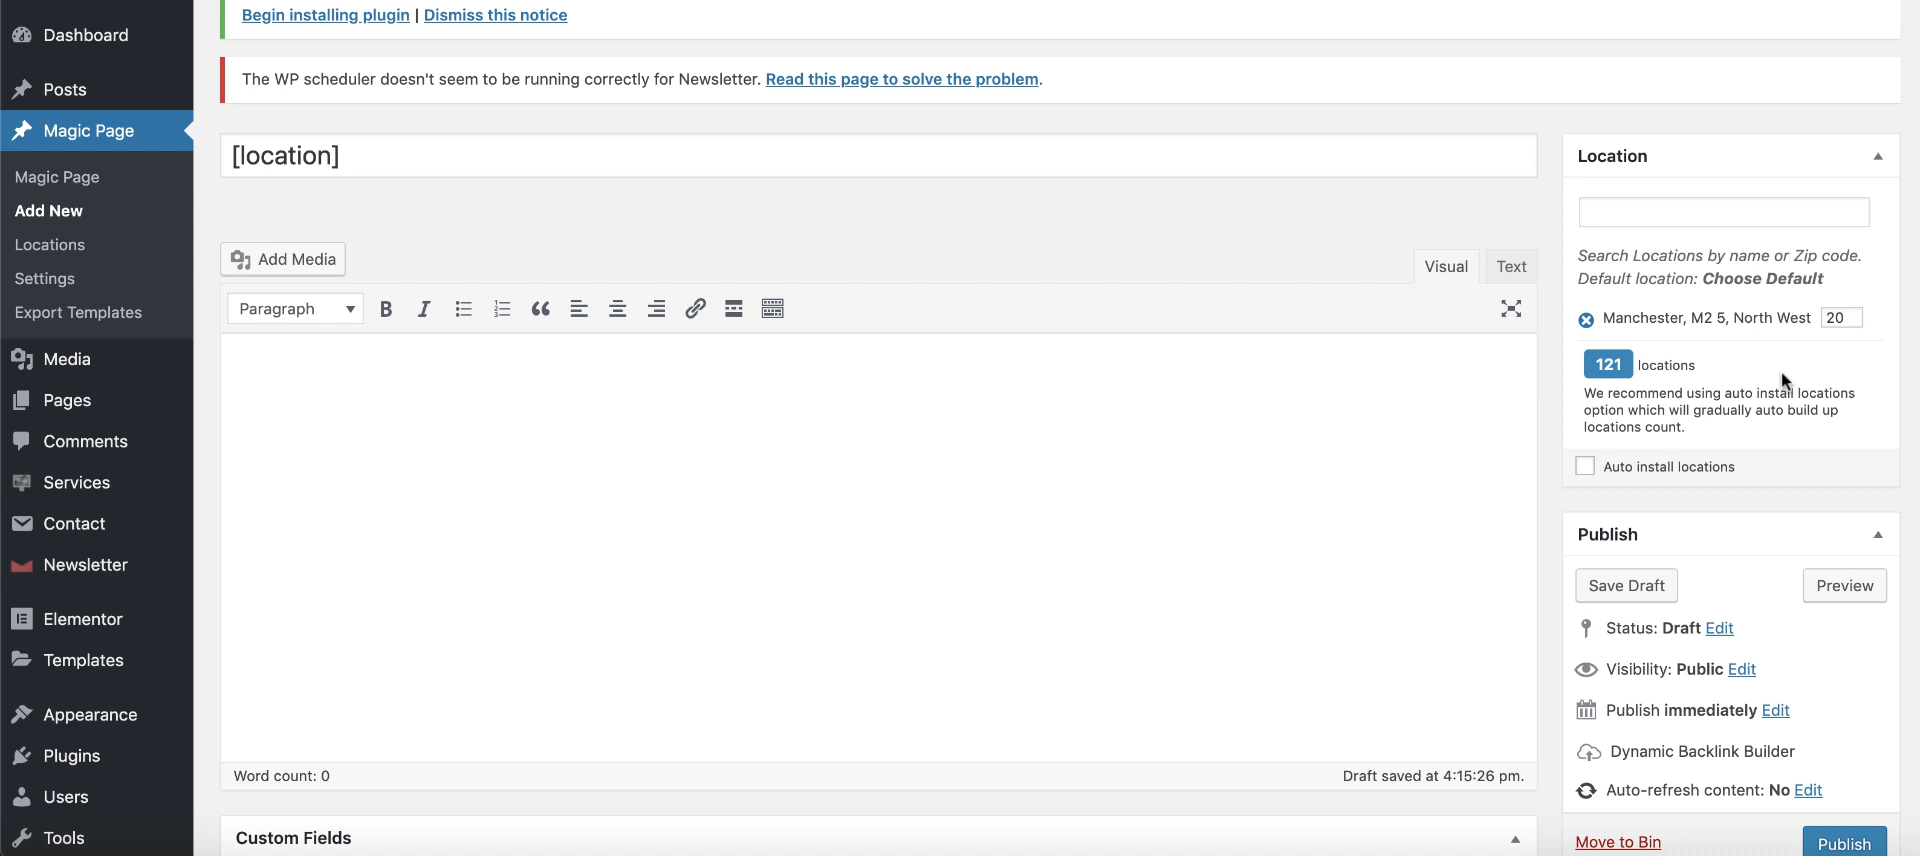 Dashboard
Posts
Magic Page
Magic Page
Add New
Locations
Settings
Export Templates
Media
Pages
Comments
Services
Contact
Newsletter
Elementor
Templates
Appearance
Plugins
Users
Tools
Begin installing plugin | Dismiss this notice
The WP scheduler doesn't seem to be running correctly for Newsletter. Read this page to solve the problem.
[location]
Add Media
Visual Text
Paragraph
Word count: 0
Draft saved at 4:15:26 pm.
Custom Fields
Location
Search Locations by name or Zip code.
Default location: Choose Default
Manchester, M2 5, North West 20
121 locations
We recommend using auto install locations
option which will gradually auto build up
locations count.
Auto install locations
Publish
Save Draft Preview
Status: Draft Edit
Visibility: Public Edit
Publish immediately Edit
Dynamic Backlink Builder
Auto-refresh content: No Edit
Move to Bin Publish